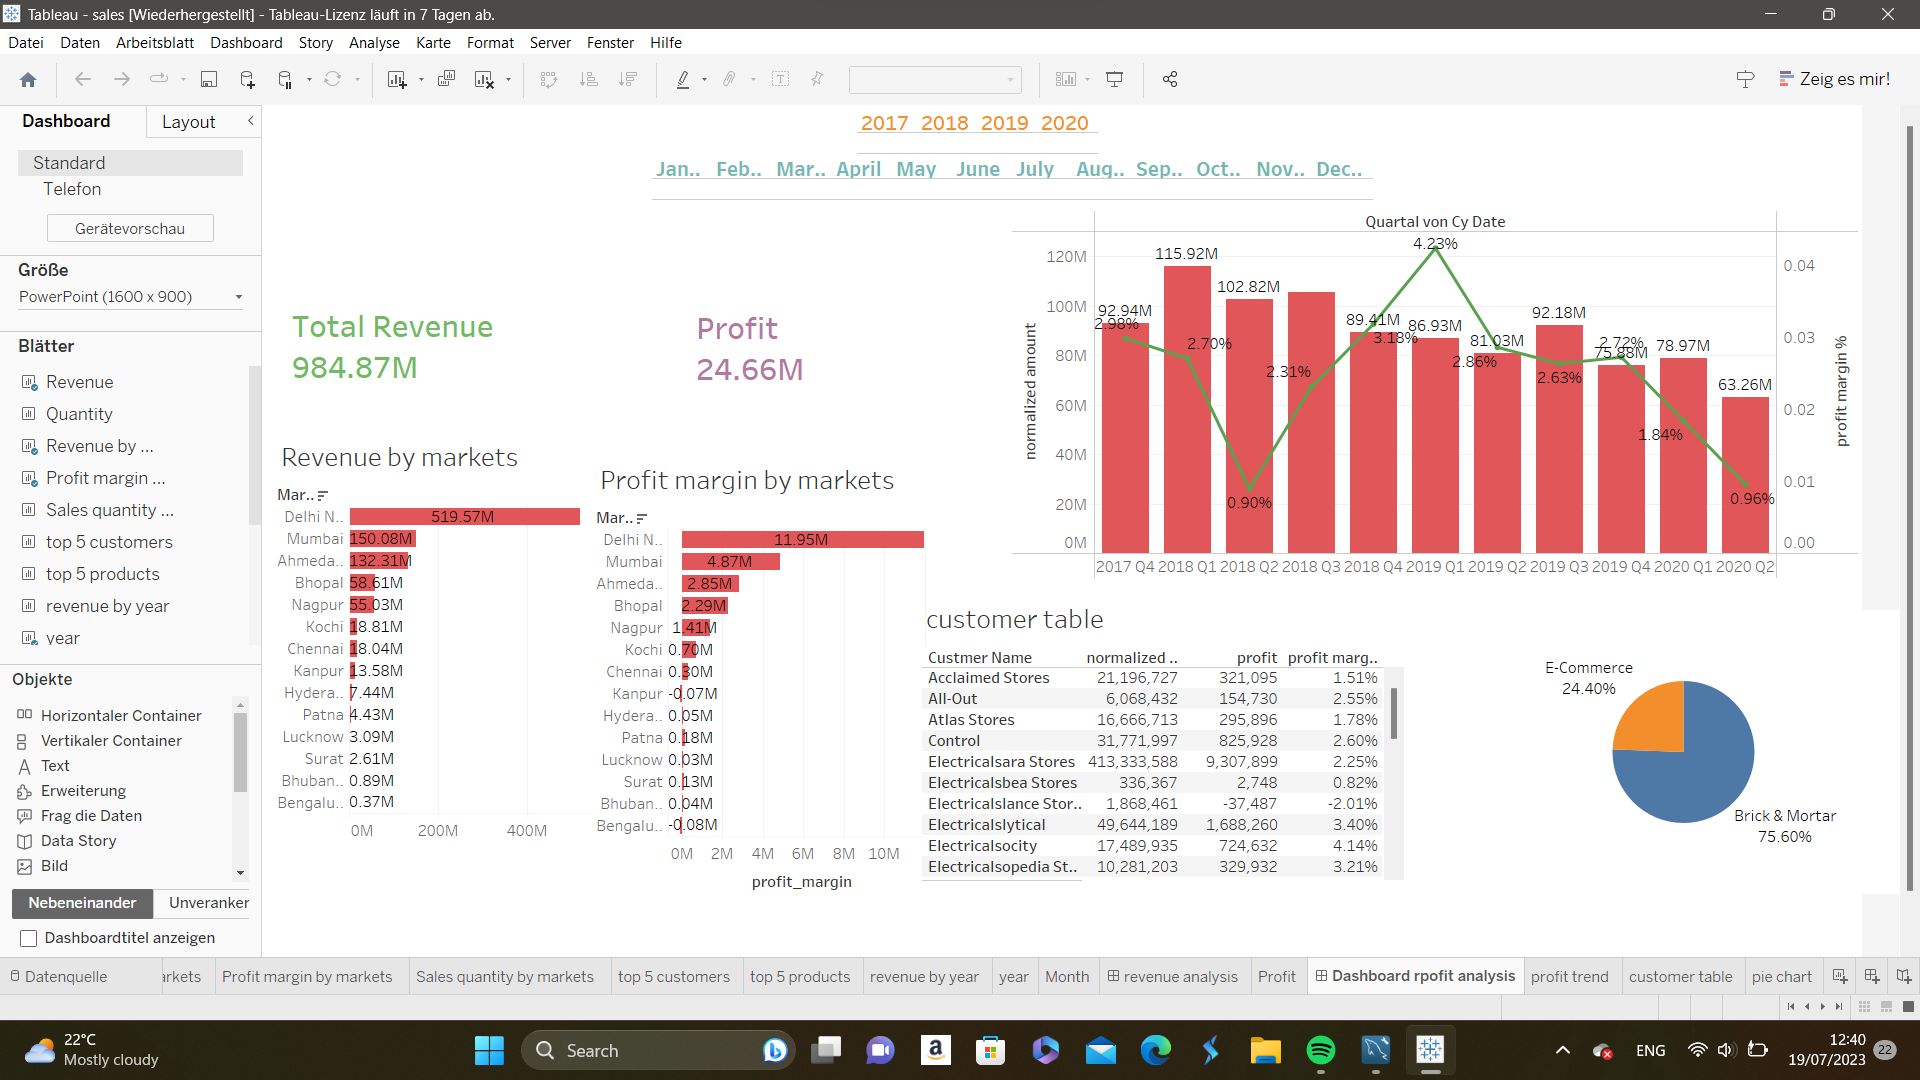 Tableau - sales [Wiederhergestellt] - Tableau-Lizenz läuft in 7 Tagen ab.
Datei Daten Arbeitsblatt Dashboard Story Analyse Karte Format Server Fenster Hilfe
Zeig es mir!
Dashboard Layout
Standard
Telefon
Gerätevorschau
Größe
PowerPoint (1600 x 900)
Blätter
Revenue
Quantity
Revenue by ...
Profit margin ...
Sales quantity ...
top 5 customers
top 5 products
revenue by year
year
Objekte
Horizontaler Container
Vertikaler Container
Text
Erweiterung
Frag die Daten
Data Story
Bild
Nebeneinander Unveranker
Dashboardtitel anzeigen
2017 2018 2019 2020
Jan.. Feb.. Mar.. April May June July Aug.. Sep.. Oct.. Nov.. Dec..
Total Revenue
984.87M
Profit
24.66M
Quartal von Cy Date
normalized amount
120M
100M
80M
60M
40M
20M
0M
92.94M
115.92M
102.82M
89.41M
86.93M
81.03M
92.18M
75.88M
78.97M
63.26M
2.98%
2.70%
0.90%
2.31%
3.18%
4.23%
2.86%
2.63%
2.72%
1.84%
0.96%
0.04
0.03
0.02
0.01
0.00
profit margin %
2017 Q4 2018 Q1 2018 Q2 2018 Q3 2018 Q4 2019 Q1 2019 Q2 2019 Q3 2019 Q4 2020 Q1 2020 Q2
Revenue by markets
Mar..
Delhi N.. 519.57M
Mumbai 150.08M
Ahmeda.. 132.31M
Bhopal 58.61M
Nagpur 55.03M
Kochi 18.81M
Chennai 18.04M
Kanpur 13.58M
Hydera.. 7.44M
Patna 4.43M
Lucknow 3.09M
Surat 2.61M
Bhuban.. 0.89M
Bengalu.. 0.37M
0M 200M 400M
Profit margin by markets
Mar..
Delhi N.. 11.95M
Mumbai 4.87M
Ahmeda.. 2.85M
Bhopal 2.29M
Nagpur 1.41M
Kochi 0.70M
Chennai 0.30M
Kanpur -0.07M
Hydera.. 0.05M
Patna 0.18M
Lucknow 0.03M
Surat 0.13M
Bhuban.. 0.04M
Bengalu.. -0.08M
0M 2M 4M 6M 8M 10M
profit_margin
customer table
Custmer Name normalized .. profit profit marg..
Acclaimed Stores 21,196,727 321,095 1.51%
All-Out 6,068,432 154,730 2.55%
Atlas Stores 16,666,713 295,896 1.78%
Control 31,771,997 825,928 2.60%
Electricalsara Stores 413,333,588 9,307,899 2.25%
Electricalsbea Stores 336,367 2,748 0.82%
Electricalslance Stor.. 1,868,461 -37,487 -2.01%
Electricalslytical 49,644,189 1,688,260 3.40%
Electricalsocity 17,489,935 724,632 4.14%
Electricalsopedia St.. 10,281,203 329,932 3.21%
E-Commerce
24.40%
Brick & Mortar
75.60%
Datenquelle arkets Profit margin by markets Sales quantity by markets top 5 customers top 5 products revenue by year year Month revenue analysis Profit Dashboard rpofit analysis profit trend customer table pie chart
22°C
Mostly cloudy
Search
ENG
12:40
19/07/2023
22